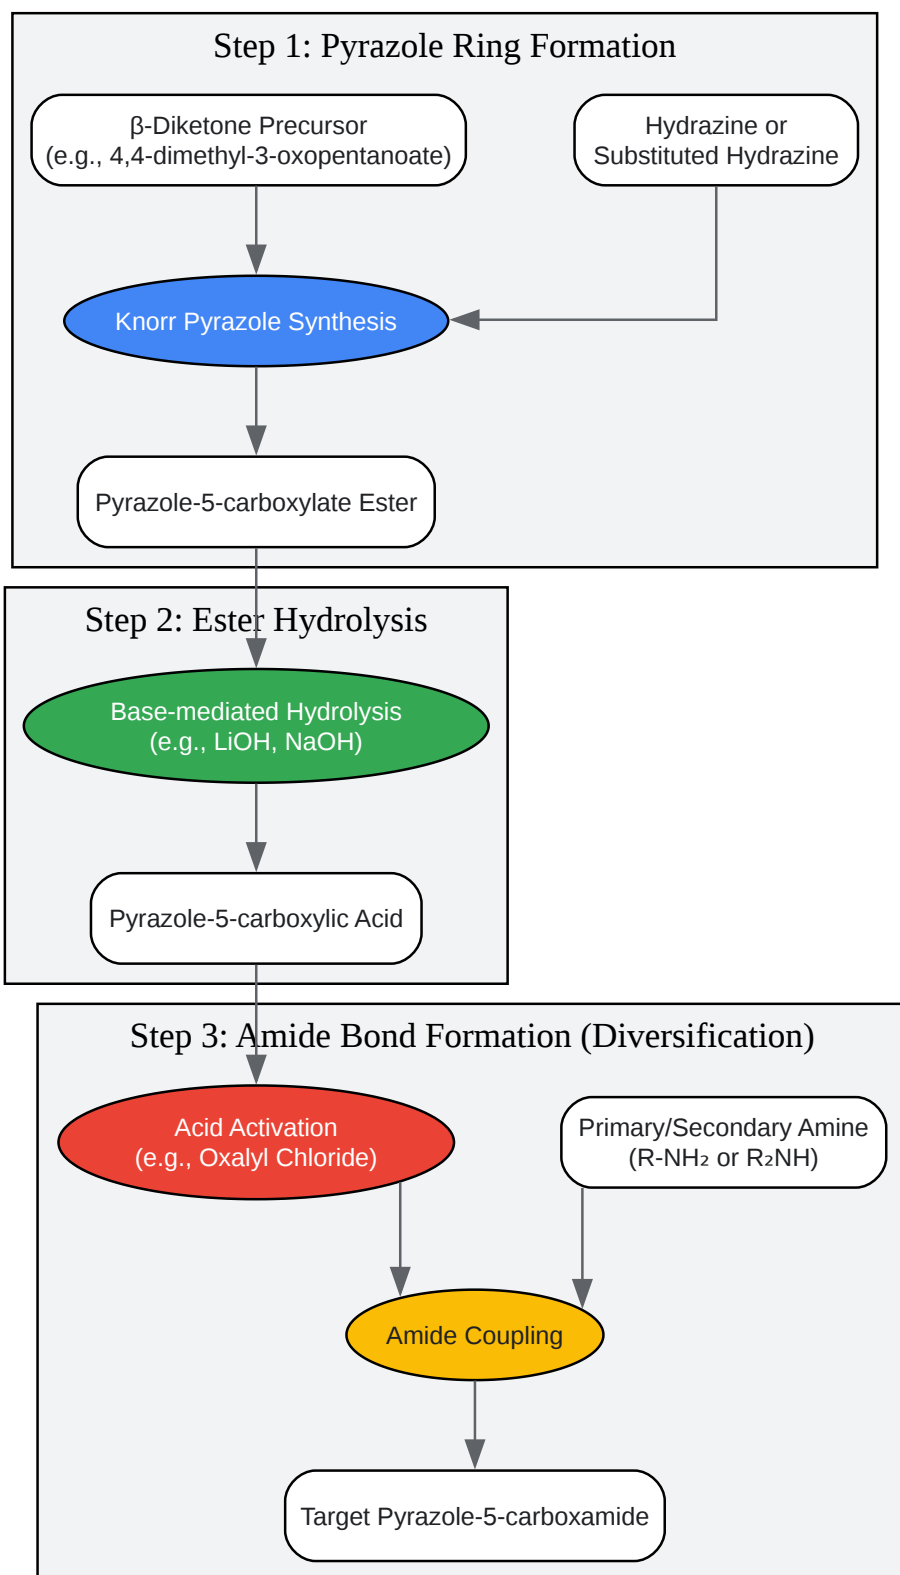 Step 1: Pyrazole Ring Formation
β-Diketone Precursor
(e.g., 4,4-dimethyl-3-oxopentanoate)
Hydrazine or
Substituted Hydrazine
Knorr Pyrazole Synthesis
Pyrazole-5-carboxylate Ester
Step 2: Ester Hydrolysis
Base-mediated Hydrolysis
(e.g., LiOH, NaOH)
Pyrazole-5-carboxylic Acid
Step 3: Amide Bond Formation (Diversification)
Acid Activation
(e.g., Oxalyl Chloride)
Primary/Secondary Amine
(R-NH₂ or R₂NH)
Amide Coupling
Target Pyrazole-5-carboxamide